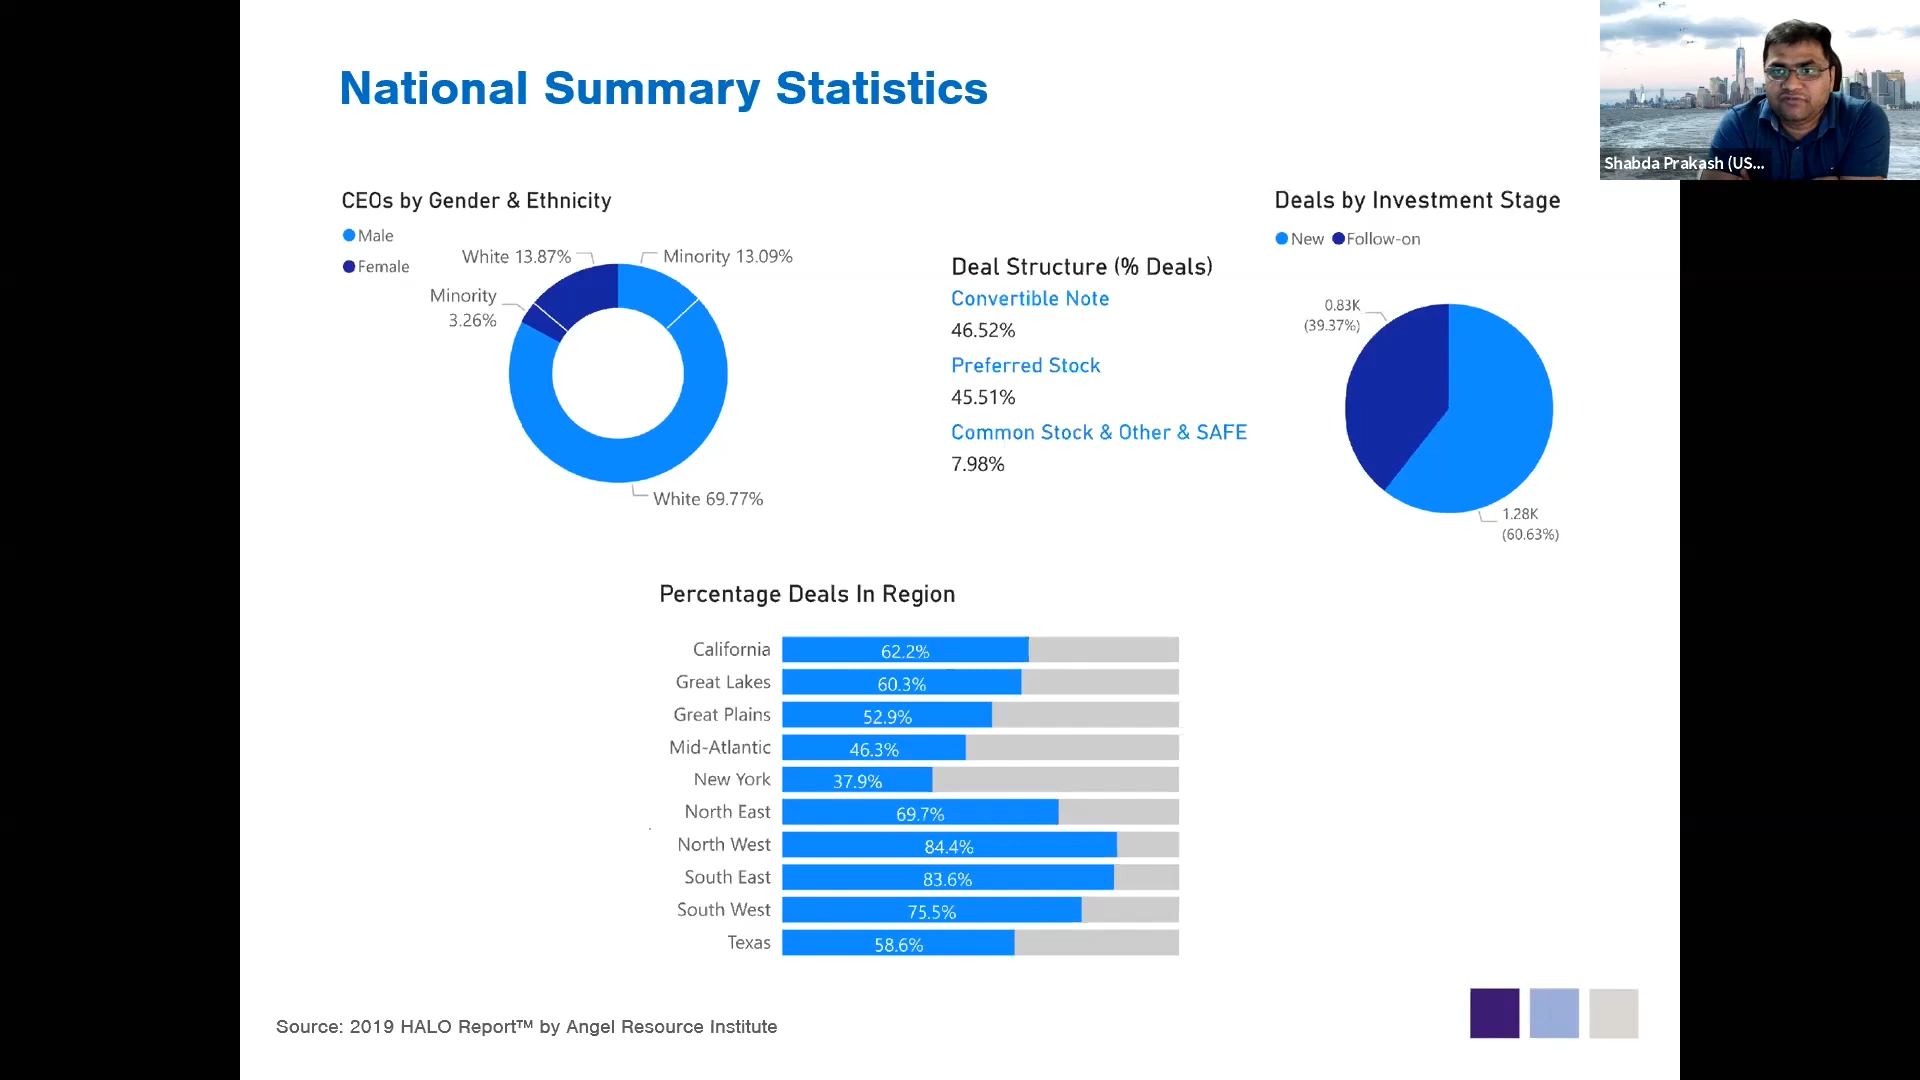 National Summary Statistics
Shabda Prakash (US...
CEOs by Gender & Ethnicity
Male
Female
White 13.87%
Minority 13.09%
Minority
3.26%
White 69.77%
Deal Structure (% Deals)
Convertible Note
46.52%
Preferred Stock
45.51%
Common Stock & Other & SAFE
7.98%
Deals by Investment Stage
New Follow-on
0.83K
(39.37%)
1.28K
(60.63%)
Percentage Deals In Region
California 62.2%
Great Lakes 60.3%
Great Plains 52.9%
Mid-Atlantic 46.3%
New York 37.9%
North East 69.7%
North West 84.4%
South East 83.6%
South West 75.5%
Texas 58.6%
Source: 2019 HALO Report™ by Angel Resource Institute